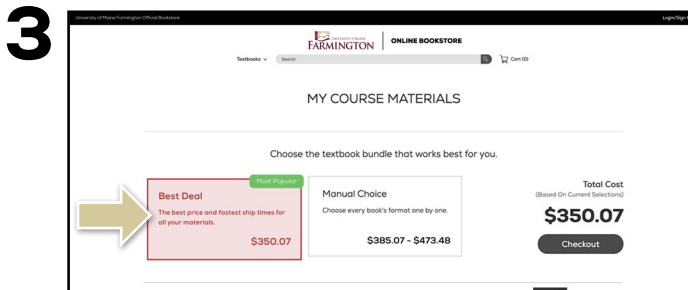 3
University of Maine Farmington Official Bookstore
Login/Sign
UNIVERSITY OF MAINE
FARMINGTON
ONLINE BOOKSTORE
Textbooks
Search
Cart (0)
MY COURSE MATERIALS
Choose the textbook bundle that works best for you.
Most Popular
Best Deal
The best price and fastest ship times for
all your materials.
$350.07
Manual Choice
Choose every book's format one by one.
$385.07 - $473.48
Total Cost
(Based On Current Selections)
$350.07
Checkout